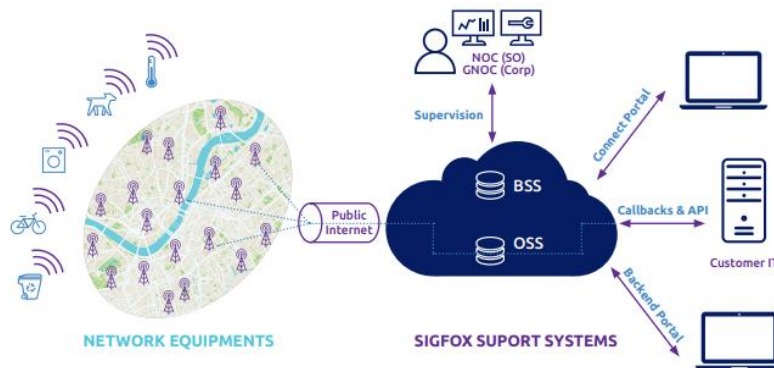 NOC (SO)
GNOC (Corp)
Supervision
Connect Portal
BSS
Public
Internet
Callbacks & API
OSS
Customer IT
Backend Portal
NETWORK EQUIPMENTS
SIGFOX SUPORT SYSTEMS